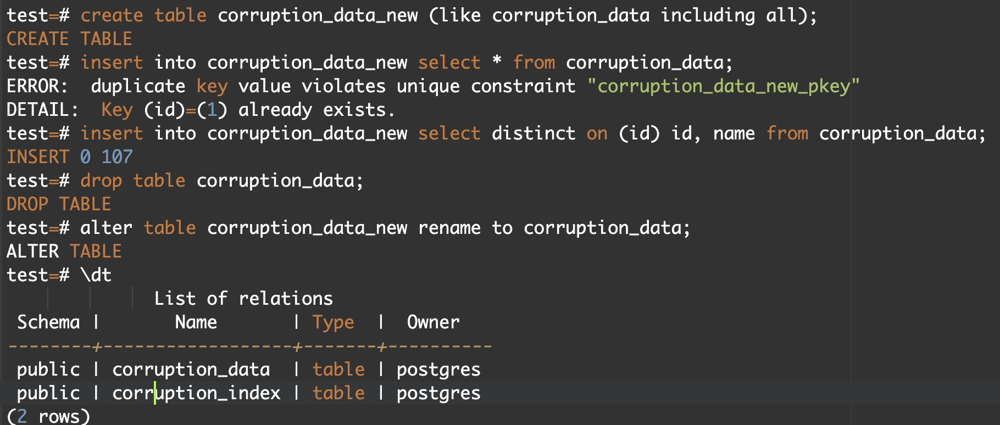 test=# create table corruption_data_new (like corruption_data including all);
CREATE TABLE
test=# insert into corruption_data_new select * from corruption_data;
ERROR:  duplicate key value violates unique constraint "corruption_data_new_pkey"
DETAIL:  Key (id)=(1) already exists.
test=# insert into corruption_data_new select distinct on (id) id, name from corruption_data;
INSERT 0 107
test=# drop table corruption_data;
DROP TABLE
test=# alter table corruption_data_new rename to corruption_data;
ALTER TABLE
test=# \dt
              List of relations
 Schema |       Name       | Type  |  Owner
--------+------------------+-------+----------
 public | corruption_data  | table | postgres
 public | corruption_index | table | postgres
(2 rows)